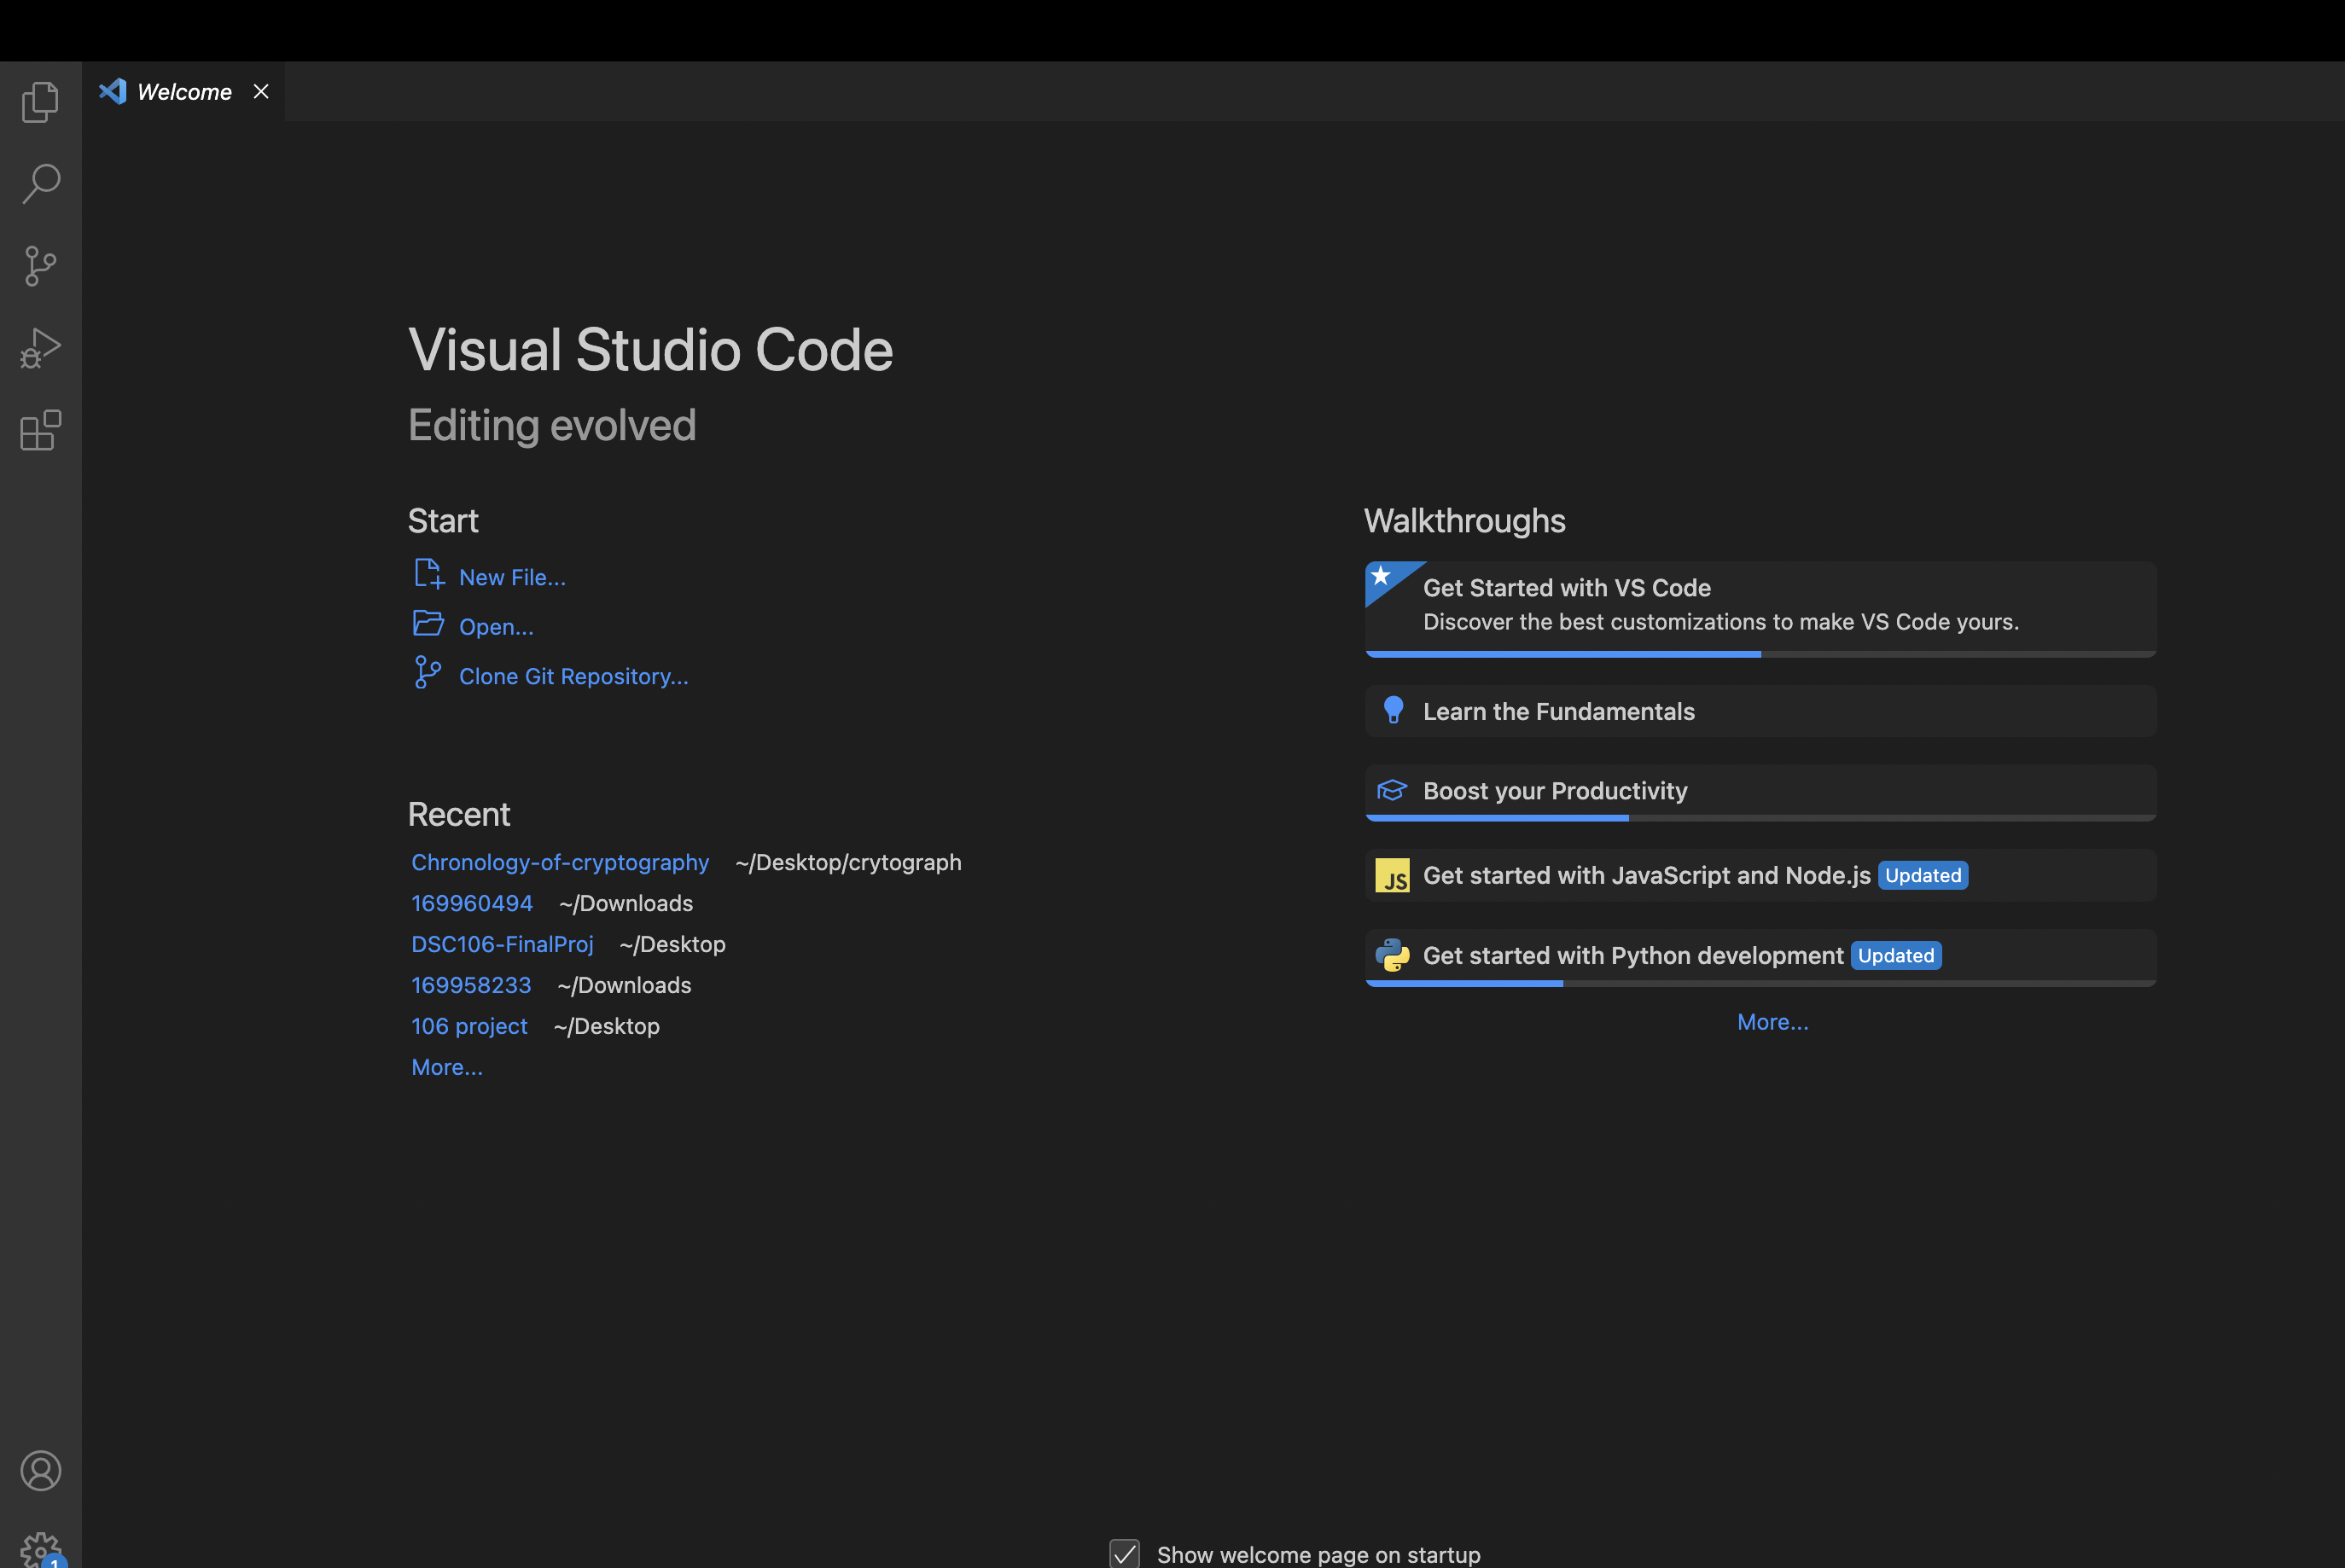 Welcome
Visual Studio Code
Editing evolved
Start
New File...
Open...
Clone Git Repository...
Recent
Chronology-of-cryptography ~/Desktop/crytograph
169960494 ~/Downloads
DSC106-FinalProj ~/Desktop
169958233 ~/Downloads
106 project ~/Desktop
More...
Walkthroughs
Get Started with VS Code
Discover the best customizations to make VS Code yours.
Learn the Fundamentals
Boost your Productivity
JS Get started with JavaScript and Node.js Updated
Get started with Python development Updated
More...
1
Show welcome page on startup